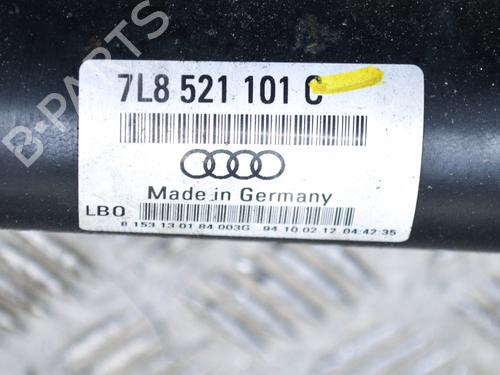 B-PARTS
7L8 521 101 C
Made in Germany
LBO
8 153 13 01 84 003G 94 10.02.12 04:42:35